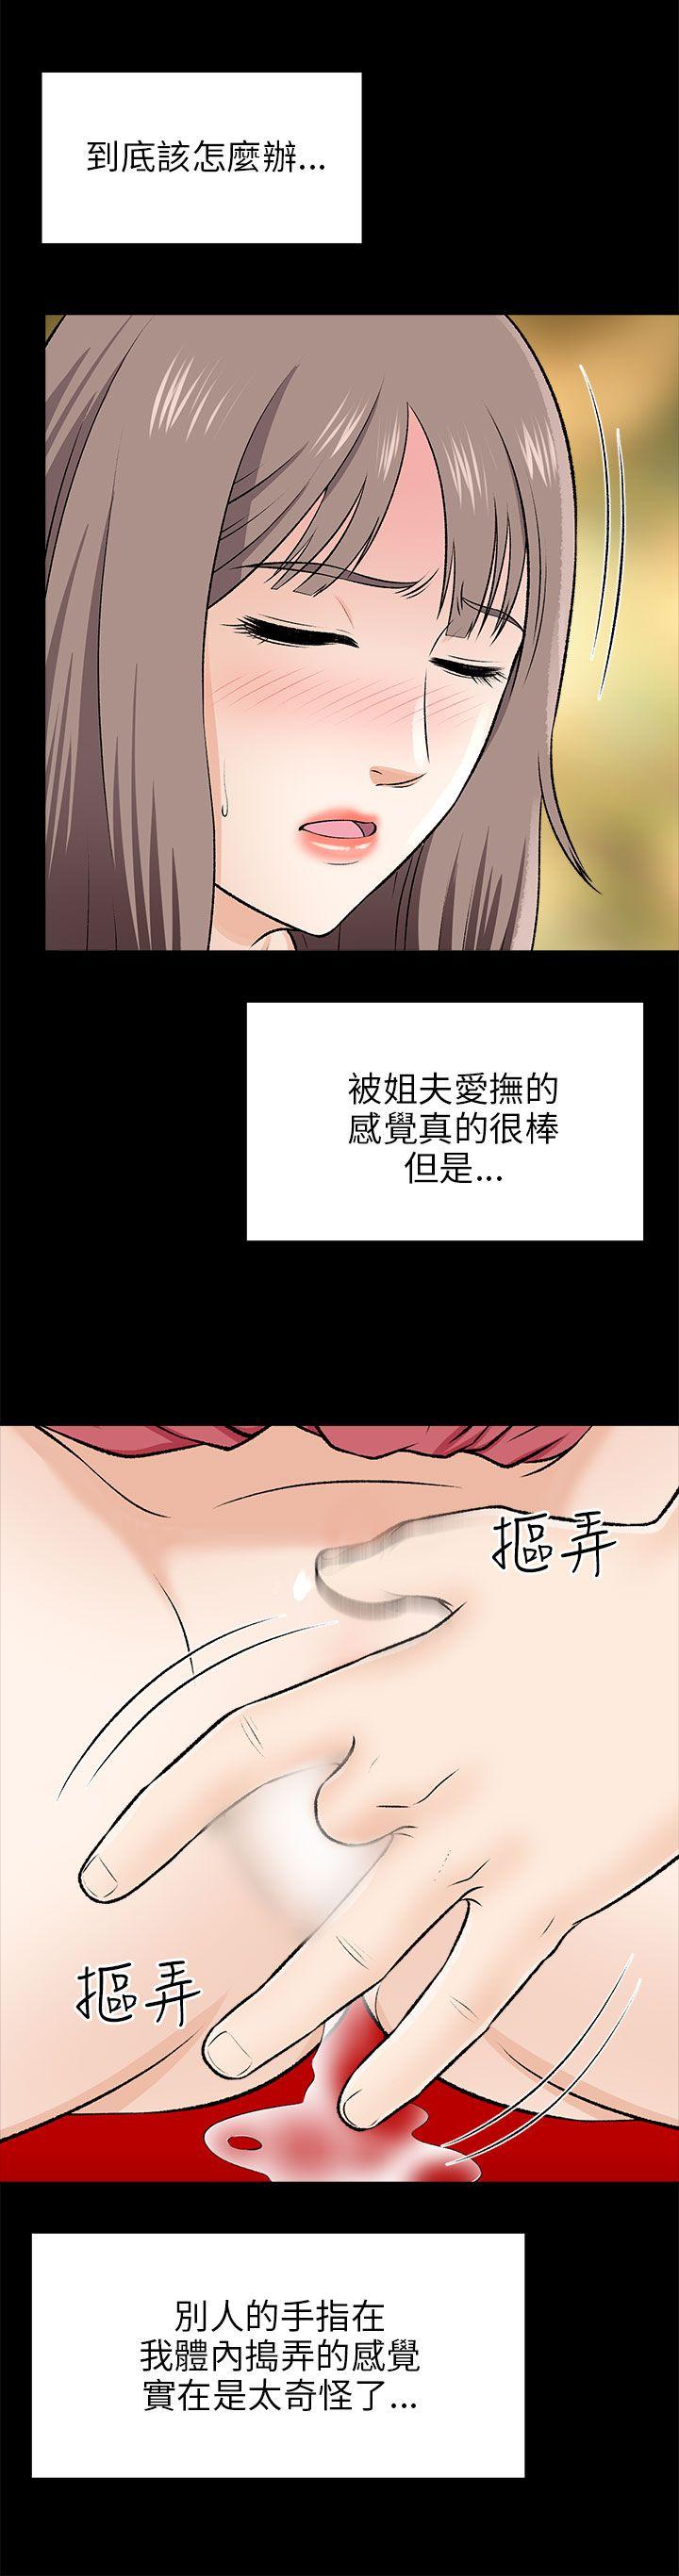 到底該怎麼辦…
被姐夫愛撫的
感覺真的很棒
但是…
摳弄
摳弄
別人的手指在
我體內搗弄的感覺
實在是太奇怪了…